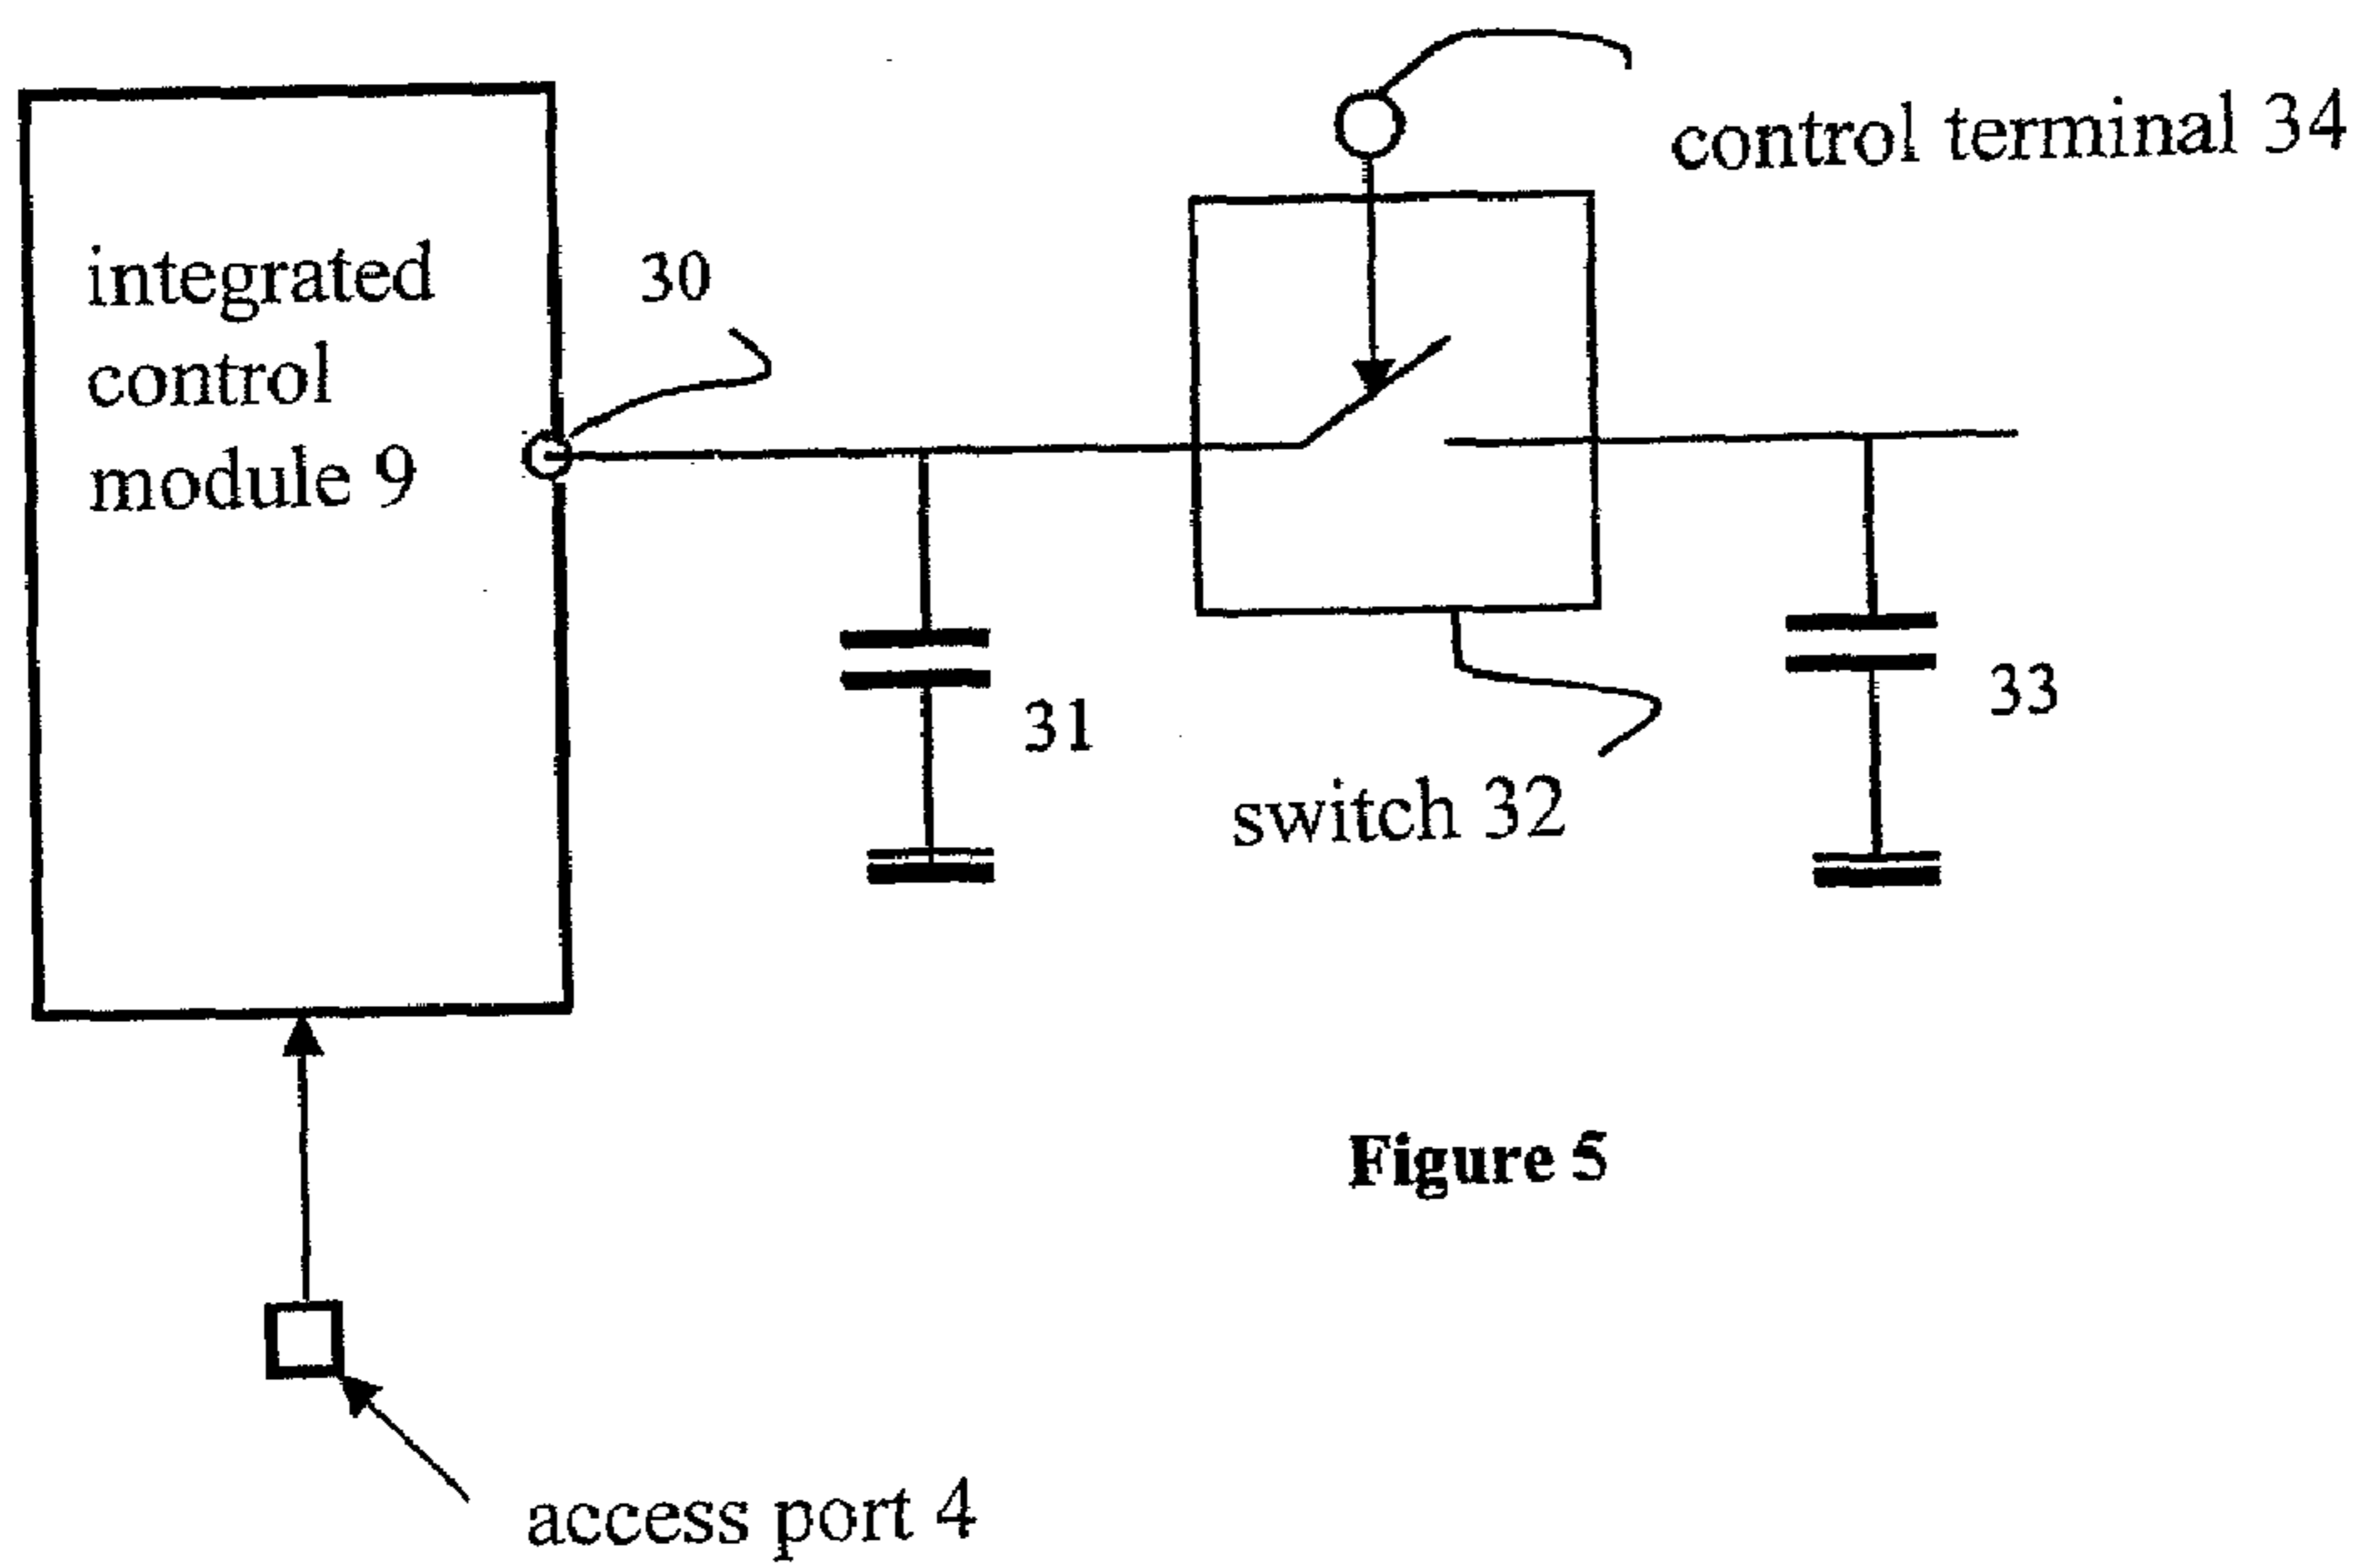 control terminal 34
integrated
control
module 9
30
31
switch 32
33
Figure 5
access port 4